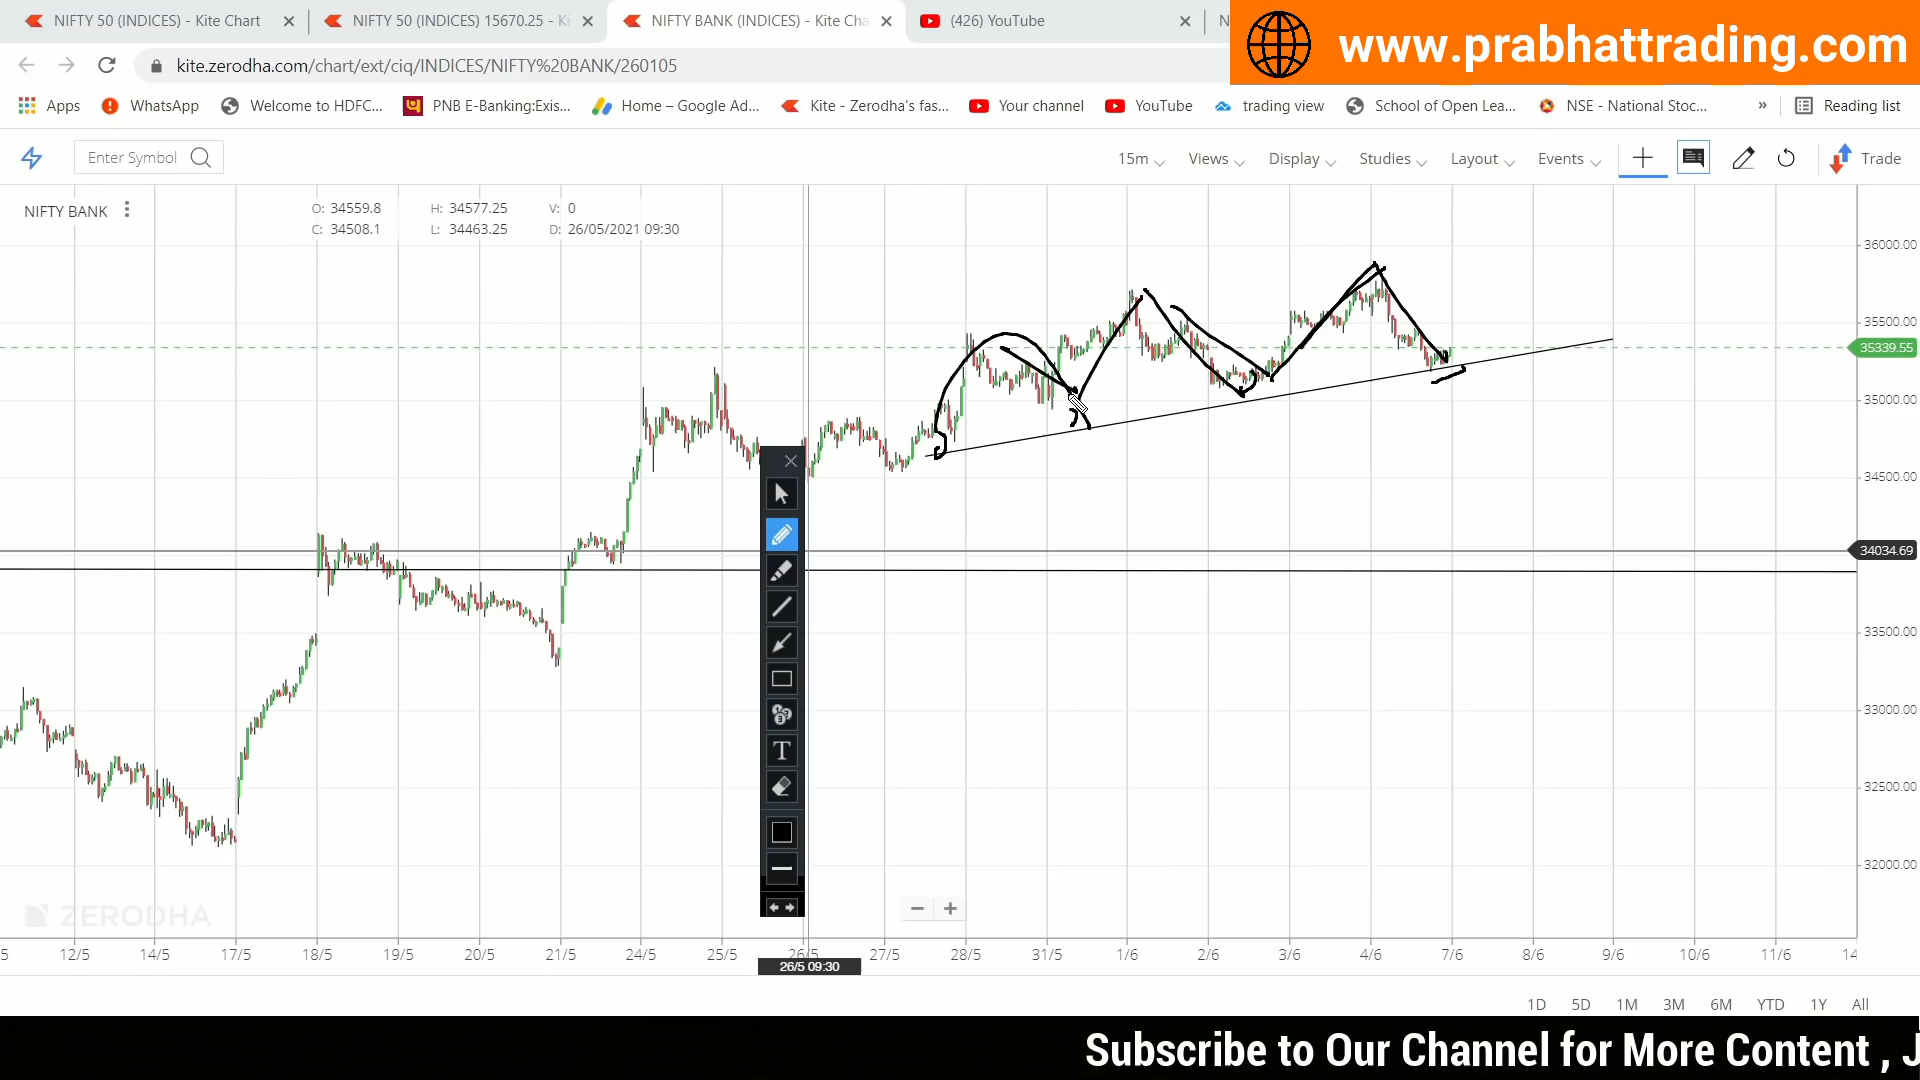 NIFTY 50 (INDICES) - Kite Chart
NIFTY 50 (INDICES) 15670.25 - Ki
NIFTY BANK (INDICES) - Kite Cha
(426) YouTube
N
www.prabhattrading.com
kite.zerodha.com/chart/ext/ciq/INDICES/NIFTY%20BANK/260105
Apps WhatsApp Welcome to HDFC... PNB E-Banking:Exis... Home – Google Ad... Kite - Zerodha's fas... Your channel YouTube trading view School of Open Lea... NSE - National Stoc... » Reading list
Enter Symbol 15m Views Display Studies Layout Events Trade
NIFTY BANK
O: 34559.8 H: 34577.25 V: 0
C: 34508.1 L: 34463.25 D: 26/05/2021 09:30
36000.00
35500.00
35339.55
35000.00
34500.00
34034.69
33500.00
33000.00
32500.00
32000.00
T
ZERODHA
5 12/5 14/5 17/5 18/5 19/5 20/5 21/5 24/5 25/5 26/5 27/5 28/5 31/5 1/6 2/6 3/6 4/6 7/6 8/6 9/6 10/6 11/6 14
26/5 09:30
1D 5D 1M 3M 6M YTD 1Y All
Subscribe to Our Channel for More Content , J